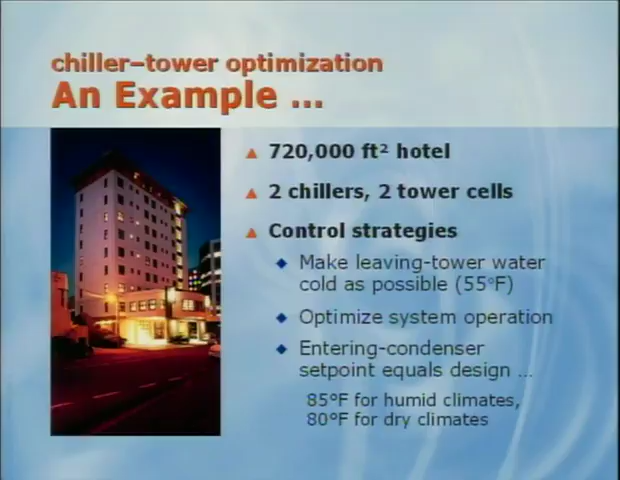 chiller–tower optimization
An Example ...
720,000 ft² hotel
2 chillers, 2 tower cells
Control strategies
Make leaving-tower water
cold as possible (55°F)
Optimize system operation
Entering-condenser
setpoint equals design ...
85°F for humid climates,
80°F for dry climates